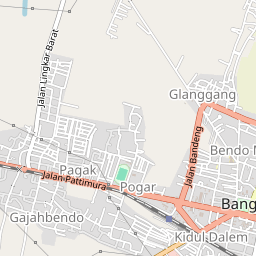 Jalan Lingkar Barat
Glanggang
Jalan Bandeng
Bendo
Pagak
Jalan Pattimura
Pogar
Bang
Gajahbendo
Kidul Dalem